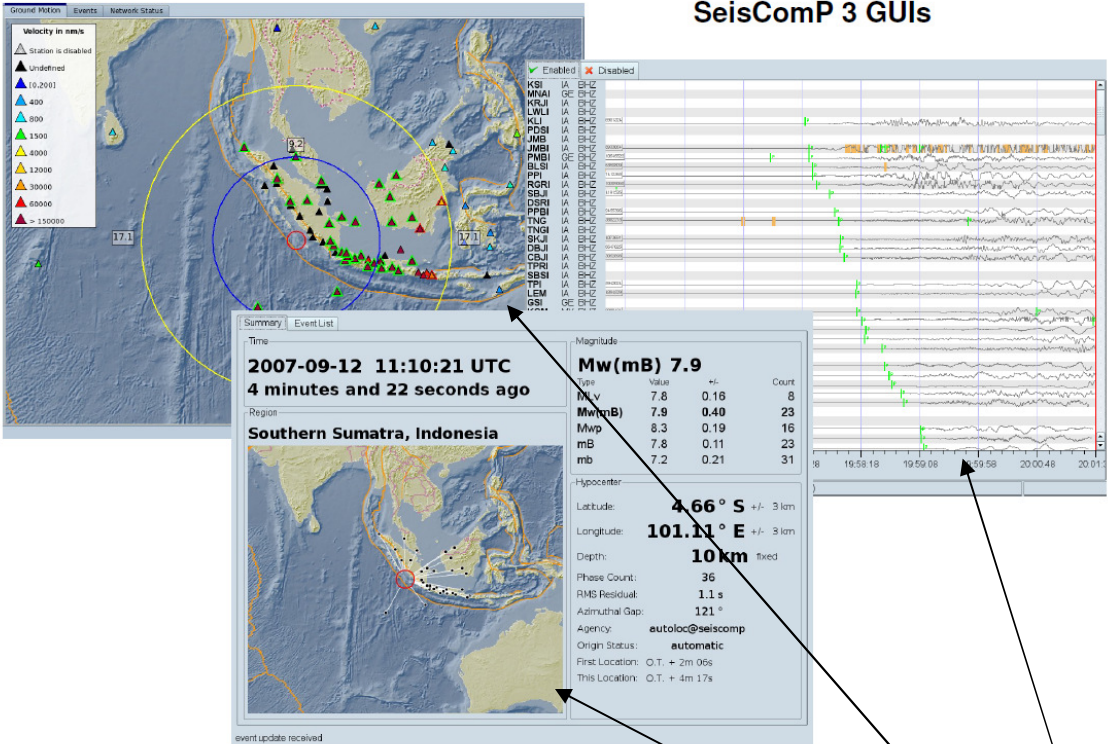 SeisComP 3 GUIs
Ground Motion Events Network Status
Velocity in nm/s
Station is disabled
Undefined
[0,200]
400
800
1500
4000
12000
30000
60000
> 150000
9.2
17.1
17.1
Enabled Disabled
KSI IA BHZ
MNAI GE BHZ
KRJI IA BHZ
LWLI IA BHZ
KLI IA BHZ
PDSI IA BHZ
JMB IA BHZ
JMBI IA BHZ
PMBI GE BHZ
BLSI IA BHZ
PPI IA BHZ
RGRI IA BHZ
SBJI IA BHZ
DSRI IA BHZ
PPBI IA BHZ
TNG IA BHZ
TNGI IA BHZ
SKJI IA BHZ
DBJI IA BHZ
CBJI IA BHZ
TPRI IA BHZ
SBSI IA BHZ
TPI IA BHZ
LEM IA BHZ
GSI GE BHZ
19:58:18 19:59:08 19:59:58 20:00:48
Summary Event List
Time
2007-09-12 11:10:21 UTC
4 minutes and 22 seconds ago
Region
Southern Sumatra, Indonesia
Magnitude
Mw(mB) 7.9
Type Value +/- Count
MLv 7.8 0.16 8
Mw(mB) 7.9 0.40 23
Mwp 8.3 0.19 16
mB 7.8 0.11 23
mb 7.2 0.21 31
Hypocenter
Latitude: 4.66° S +/- 3 km
Longitude: 101.11° E +/- 3 km
Depth: 10 km fixed
Phase Count: 36
RMS Residual: 1.1 s
Azimuthal Gap: 121 °
Agency: autoloc@seiscomp
Origin Status: automatic
First Location: O.T. + 2m 06s
This Location: O.T. + 4m 17s
event update received